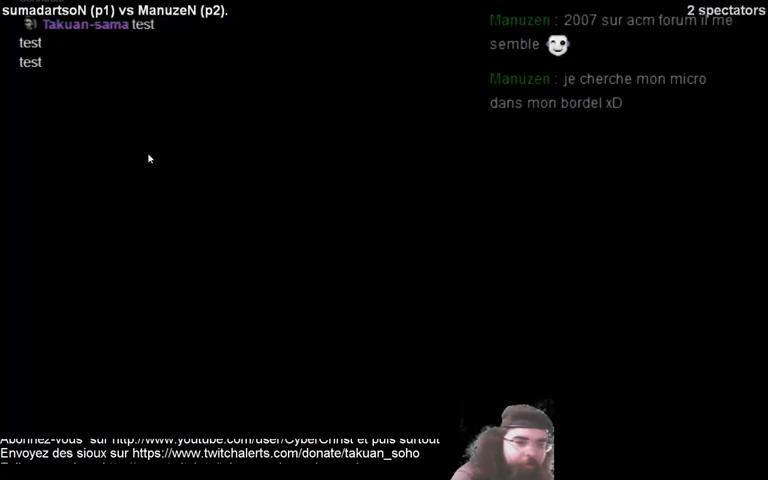 sumadartsoN (p1) vs ManuzeN (p2).
2 spectators
Takuan-sama test
test
test
Manuzen : 2007 sur acm forum il me
semble
Manuzen : je cherche mon micro
dans mon bordel xD
Abonnez-vous sur http://www.youtube.com/user/CyberChrist et puis surtout
Envoyez des sioux sur https://www.twitchalerts.com/donate/takuan_soho